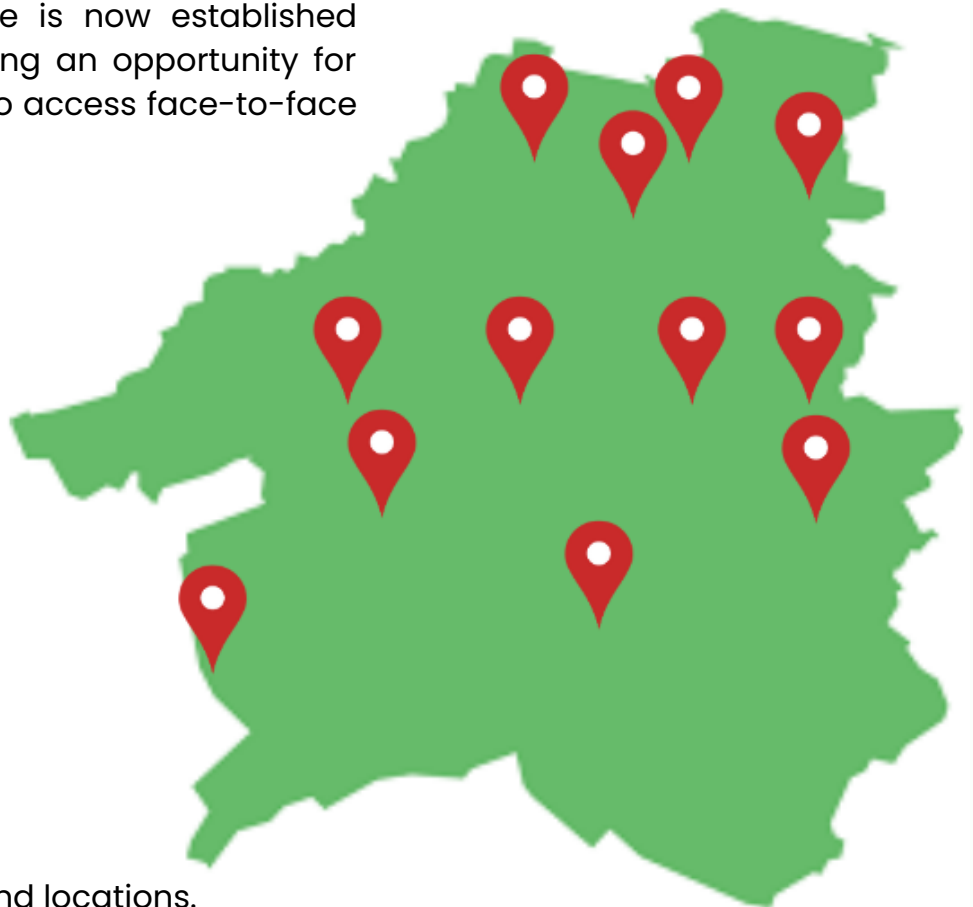 e is now established
ng an opportunity for
o access face-to-face
nd locations.